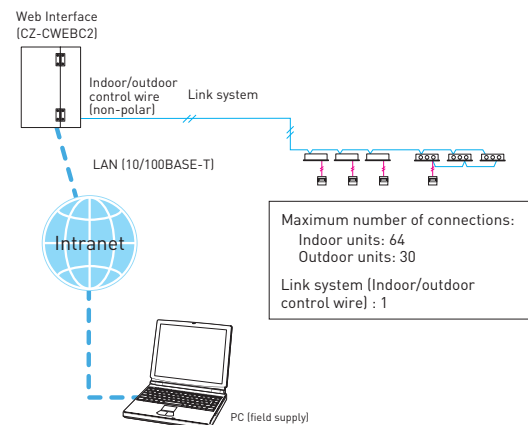 Web Interface
(CZ-CWEBC2)
Indoor/outdoor
control wire
(non-polar)
Link system
LAN (10/100BASE-T)
Intranet
Maximum number of connections:
Indoor units: 64
Outdoor units: 30
Link system (Indoor/outdoor
control wire) : 1
PC (field supply)